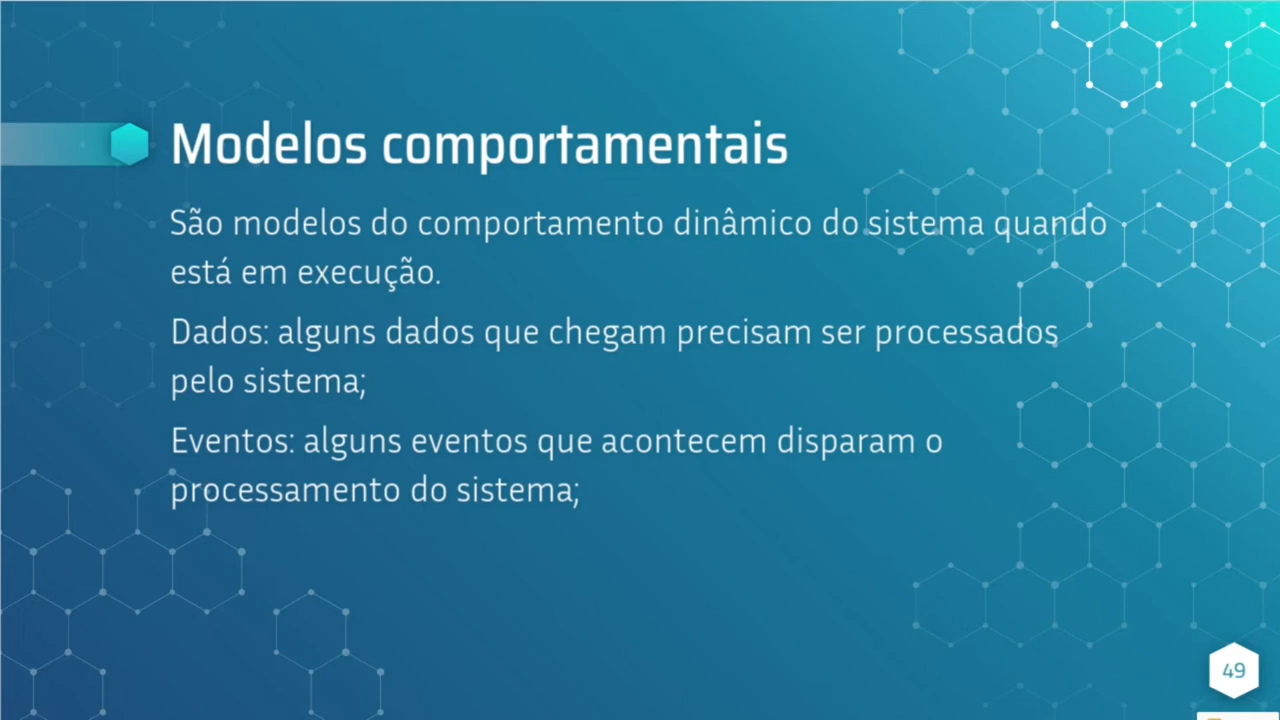 Modelos comportamentais
São modelos do comportamento dinâmico do sistema quando
está em execução.
Dados: alguns dados que chegam precisam ser processados
pelo sistema;
Eventos: alguns eventos que acontecem disparam o
processamento do sistema;
49